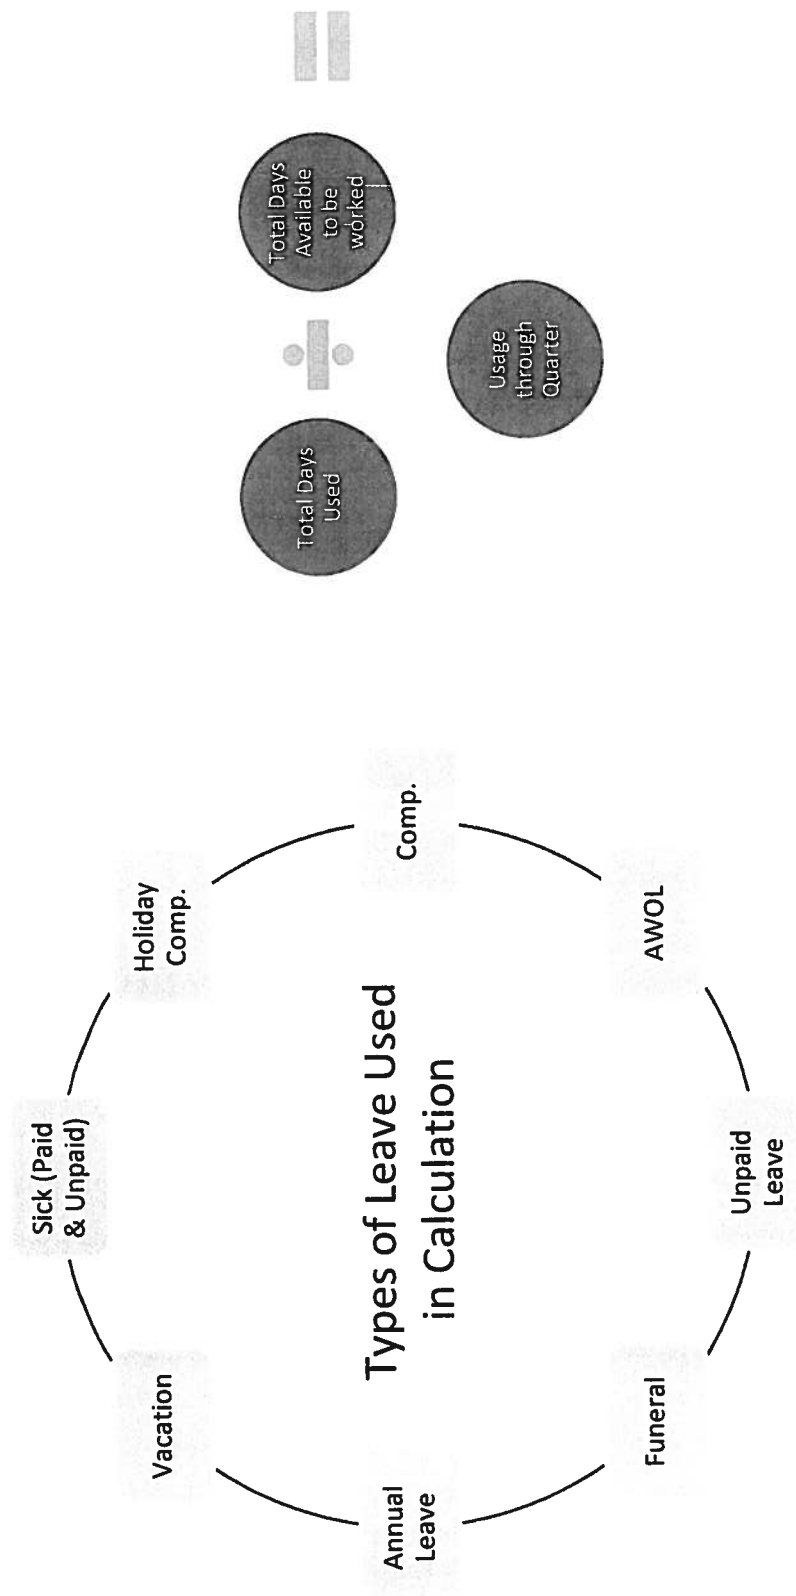 Types of Leave Used
in Calculation
Sick (Paid
& Unpaid)
Holiday
Comp.
Comp.
AWOL
Unpaid
Leave
Funeral
Annual
Leave
Vacation
Total Days
Used
÷
Total Days
Available
to be
worked
=
Usage
through
Quarter